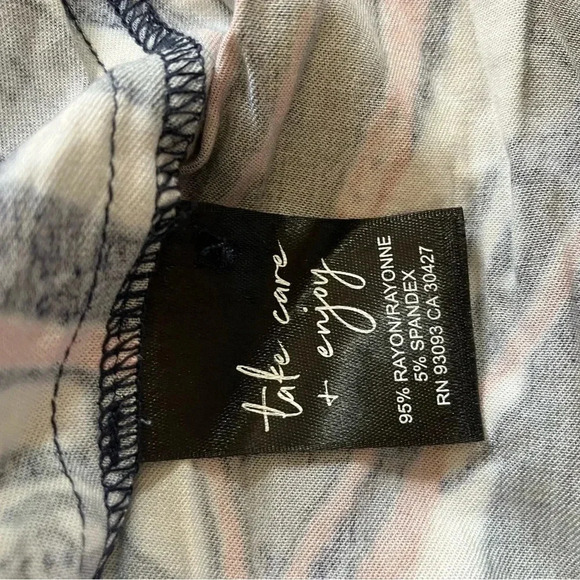 take care
+ enjoy
95% RAYON/RAYONNE
5% SPANDEX
RN 93093 CA 30427